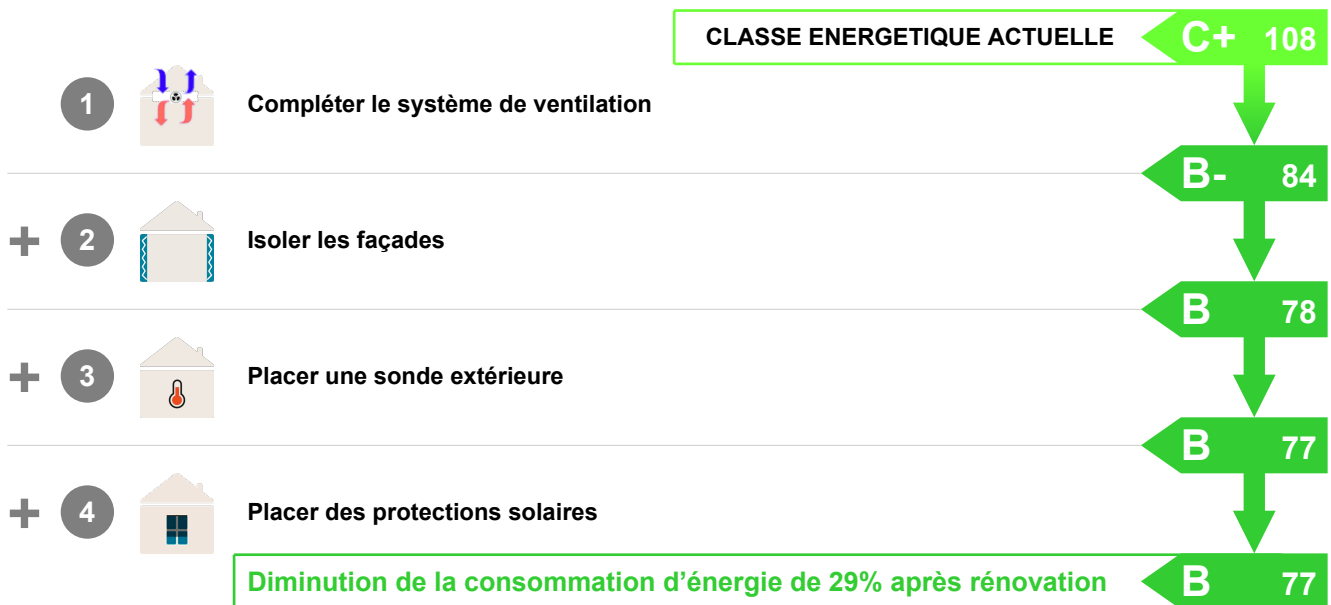 CLASSE ENERGETIQUE ACTUELLE C+ 108
1 Compléter le système de ventilation
B- 84
+ 2 Isoler les façades
B 78
+ 3 Placer une sonde extérieure
B 77
+ 4 Placer des protections solaires
Diminution de la consommation d’énergie de 29% après rénovation B 77